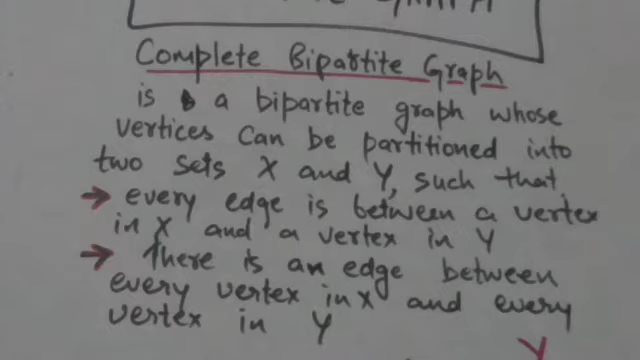 Complete Bipartite Graph
is a bipartite graph whose
vertices can be partitioned into
two sets X and Y, such that
→ every edge is between a vertex
in X and a vertex in Y
→ There is an edge between
every vertex in X and every
vertex in Y
Y